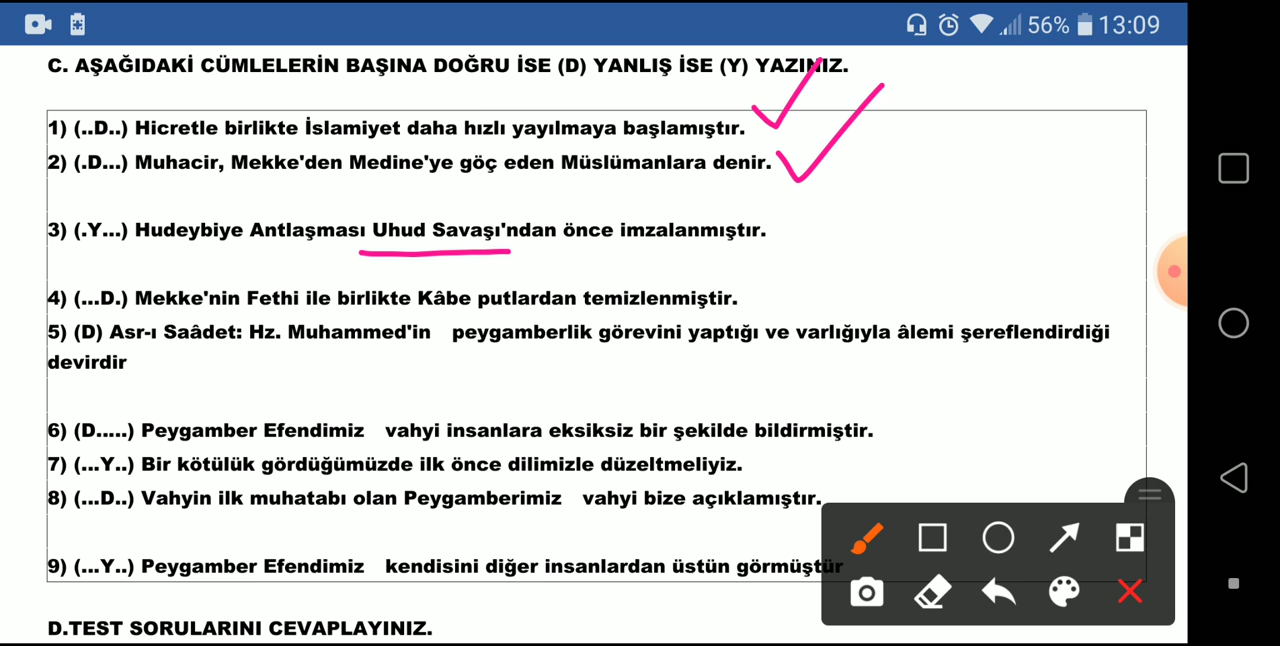 56% 13:09
C. AŞAĞIDAKİ CÜMLELERİN BAŞINA DOĞRU İSE (D) YANLIŞ İSE (Y) YAZINIZ.
1) (..D..) Hicretle birlikte İslamiyet daha hızlı yayılmaya başlamıştır.
2) (.D...) Muhacir, Mekke'den Medine'ye göç eden Müslümanlara denir.
3) (.Y...) Hudeybiye Antlaşması Uhud Savaşı'ndan önce imzalanmıştır.
4) (...D.) Mekke'nin Fethi ile birlikte Kâbe putlardan temizlenmiştir.
5) (D) Asr-ı Saâdet: Hz. Muhammed'in peygamberlik görevini yaptığı ve varlığıyla âlemi şereflendirdiği
devirdir
6) (D.....) Peygamber Efendimiz vahyi insanlara eksiksiz bir şekilde bildirmiştir.
7) (...Y..) Bir kötülük gördüğümüzde ilk önce dilimizle düzeltmeliyiz.
8) (...D..) Vahyin ilk muhatabı olan Peygamberimiz vahyi bize açıklamıştır.
9) (...Y..) Peygamber Efendimiz kendisini diğer insanlardan üstün görmüştür
D.TEST SORULARINI CEVAPLAYINIZ.